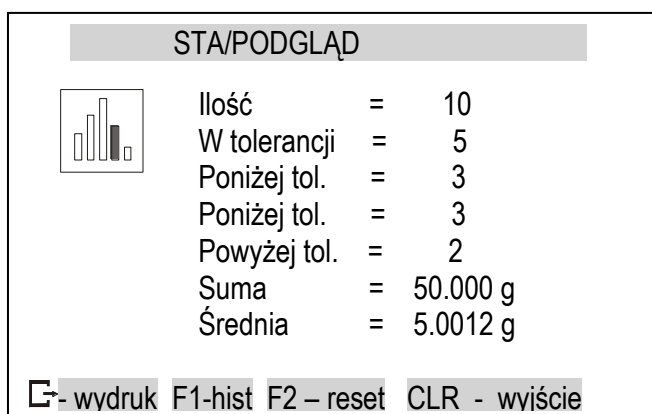 STA/PODGLĄD
Ilość = 10
W tolerancji = 5
Poniżej tol. = 3
Poniżej tol. = 3
Powyżej tol. = 2
Suma = 50.000 g
Średnia = 5.0012 g
- wydruk F1-hist F2 – reset CLR - wyjście